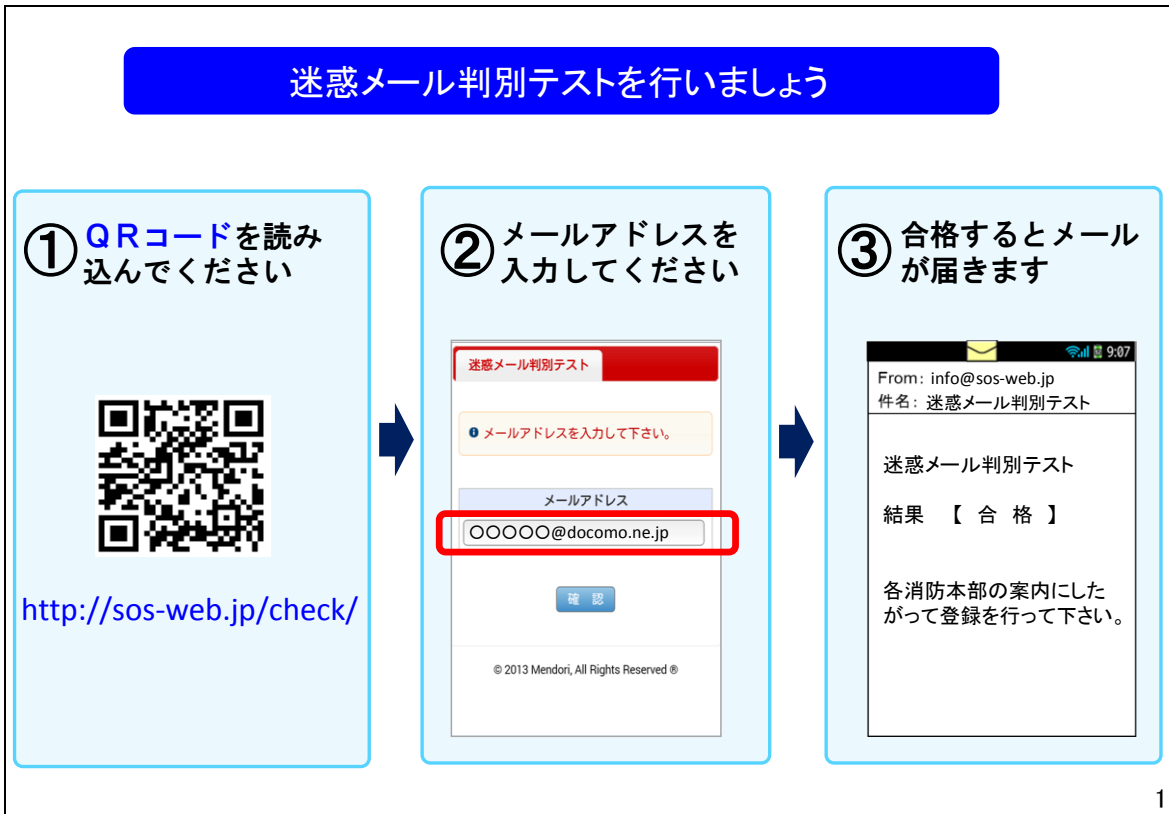 迷惑メール判別テストを行いましょう
① QRコードを読み
込んでください
http://sos-web.jp/check/
② メールアドレスを
入力してください
迷惑メール判別テスト
メールアドレスを入力して下さい。
メールアドレス
○○○○○@docomo.ne.jp
確 認
© 2013 Mendori, All Rights Reserved ®
③ 合格するとメール
が届きます
9:07
From: info@sos-web.jp
件名: 迷惑メール判別テスト
迷惑メール判別テスト
結果 【 合 格 】
各消防本部の案内にした
がって登録を行って下さい。
1